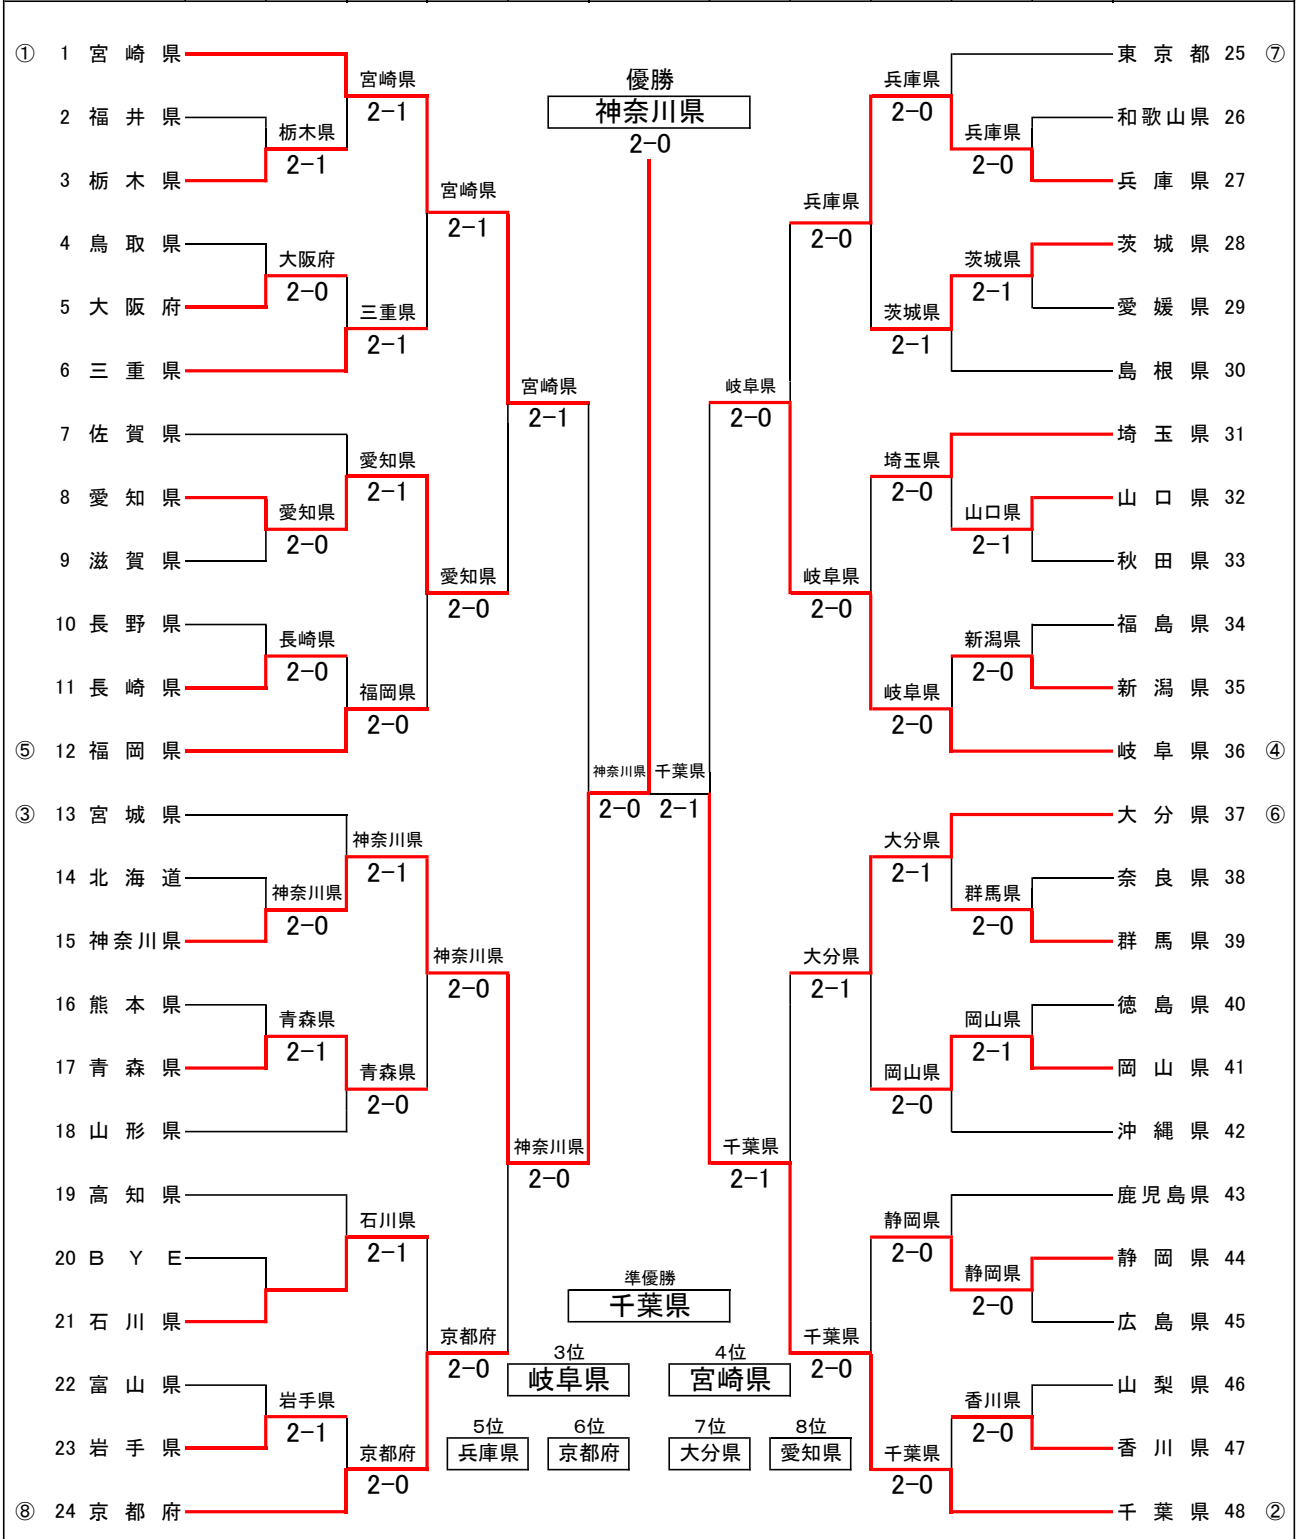 ① 1 宮崎県
2 福井県
3 栃木県
4 鳥取県
5 大阪府
6 三重県
7 佐賀県
8 愛知県
9 滋賀県
10 長野県
11 長崎県
⑤ 12 福岡県
③ 13 宮城県
14 北海道
15 神奈川県
16 熊本県
17 青森県
18 山形県
19 高知県
20 BYE
21 石川県
22 富山県
23 岩手県
⑧ 24 京都府
栃木県
2-1
大阪府
2-0
愛知県
2-0
長崎県
2-0
神奈川県
2-0
青森県
2-1
岩手県
2-1
宮崎県
2-1
三重県
2-1
愛知県
2-1
福岡県
2-0
神奈川県
2-1
青森県
2-0
石川県
2-1
京都府
2-0
宮崎県
2-1
愛知県
2-0
神奈川県
2-0
京都府
2-0
宮崎県
2-1
神奈川県
2-0
優勝
神奈川県
2-0
神奈川県 千葉県
2-0 2-1
準優勝
千葉県
3位
岐阜県
4位
宮崎県
5位
兵庫県
6位
京都府
7位
大分県
8位
愛知県
岐阜県
2-0
千葉県
2-1
兵庫県
2-0
岐阜県
2-0
大分県
2-1
千葉県
2-0
兵庫県
2-0
茨城県
2-1
埼玉県
2-0
岐阜県
2-0
大分県
2-1
岡山県
2-0
静岡県
2-0
千葉県
2-0
兵庫県
2-0
茨城県
2-1
山口県
2-1
新潟県
2-0
群馬県
2-0
岡山県
2-1
静岡県
2-0
香川県
2-0
東京都 25 ⑦
和歌山県 26
兵庫県 27
茨城県 28
愛媛県 29
島根県 30
埼玉県 31
山口県 32
秋田県 33
福島県 34
新潟県 35
岐阜県 36 ④
大分県 37 ⑥
奈良県 38
群馬県 39
徳島県 40
岡山県 41
沖縄県 42
鹿児島県 43
静岡県 44
広島県 45
山梨県 46
香川県 47
千葉県 48 ②